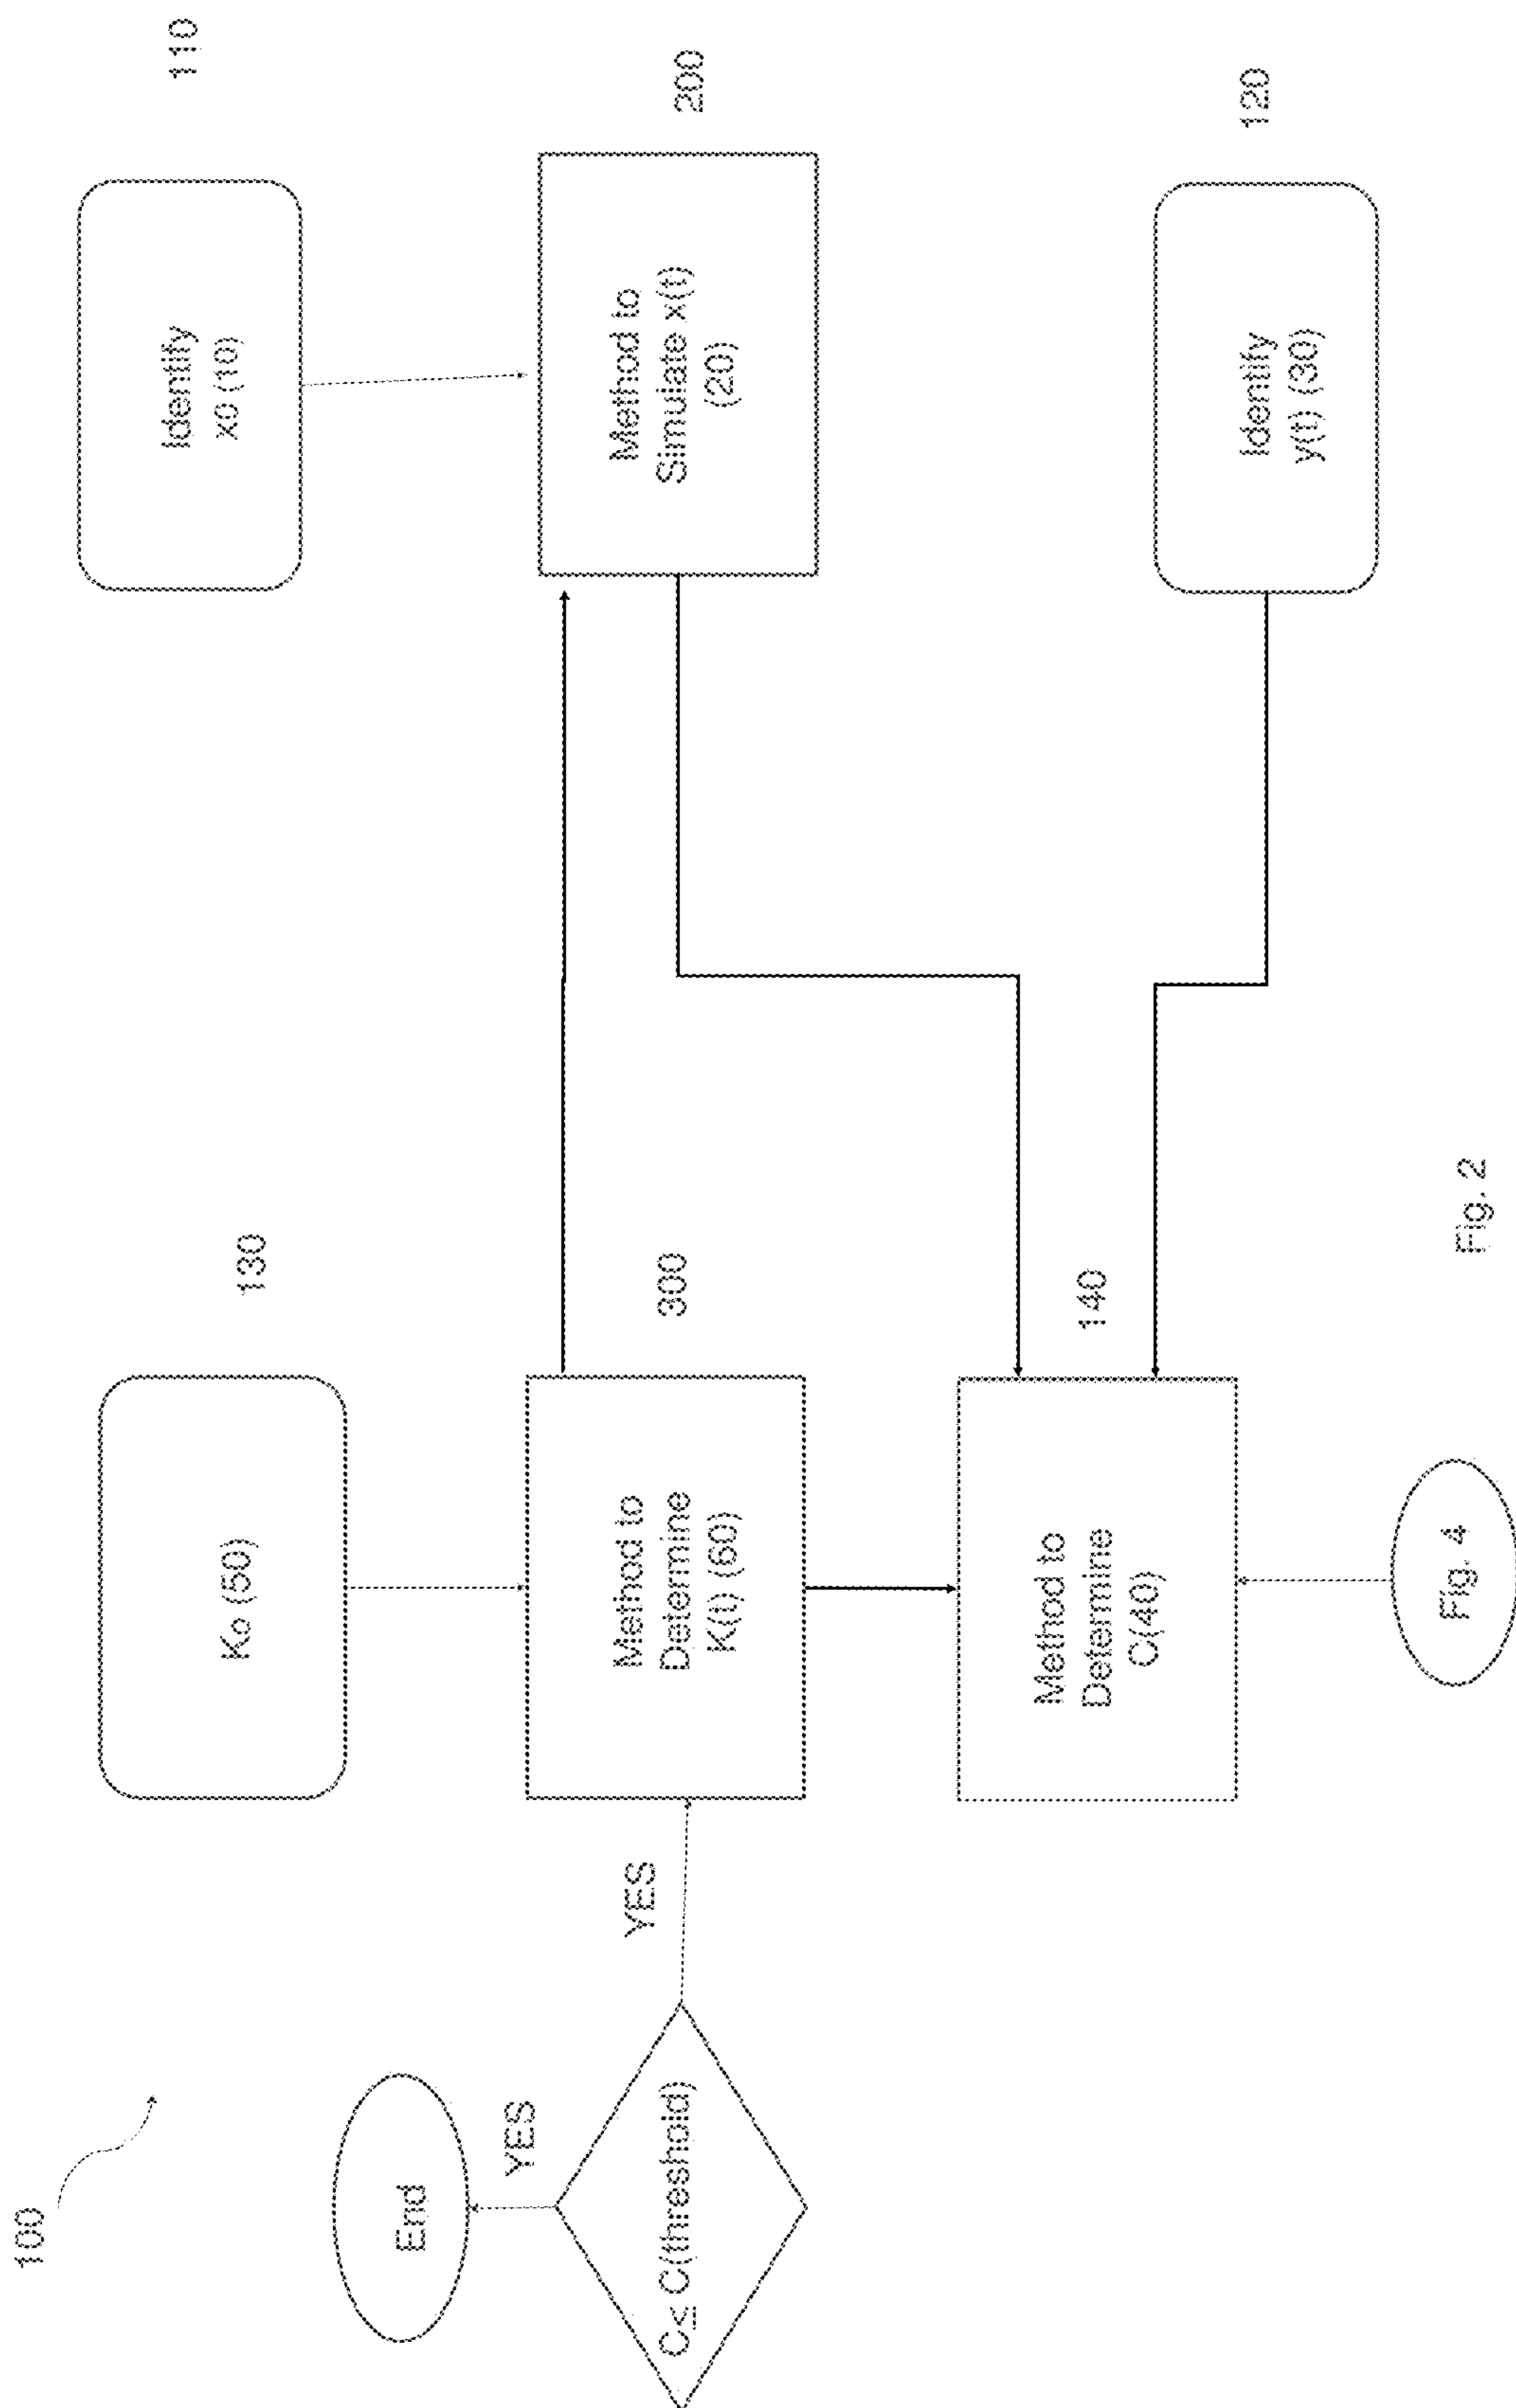 100
Ko (50)
130
Identify
x0 (10)
110
End
YES
C≤ C(threshold)
YES
Method to
Determine
K(t) (60)
300
Method to
Simulate x(t)
(20)
200
Method to
Determine
C(40)
140
Identify
y(t) (30)
120
Fig. 4
Fig. 2